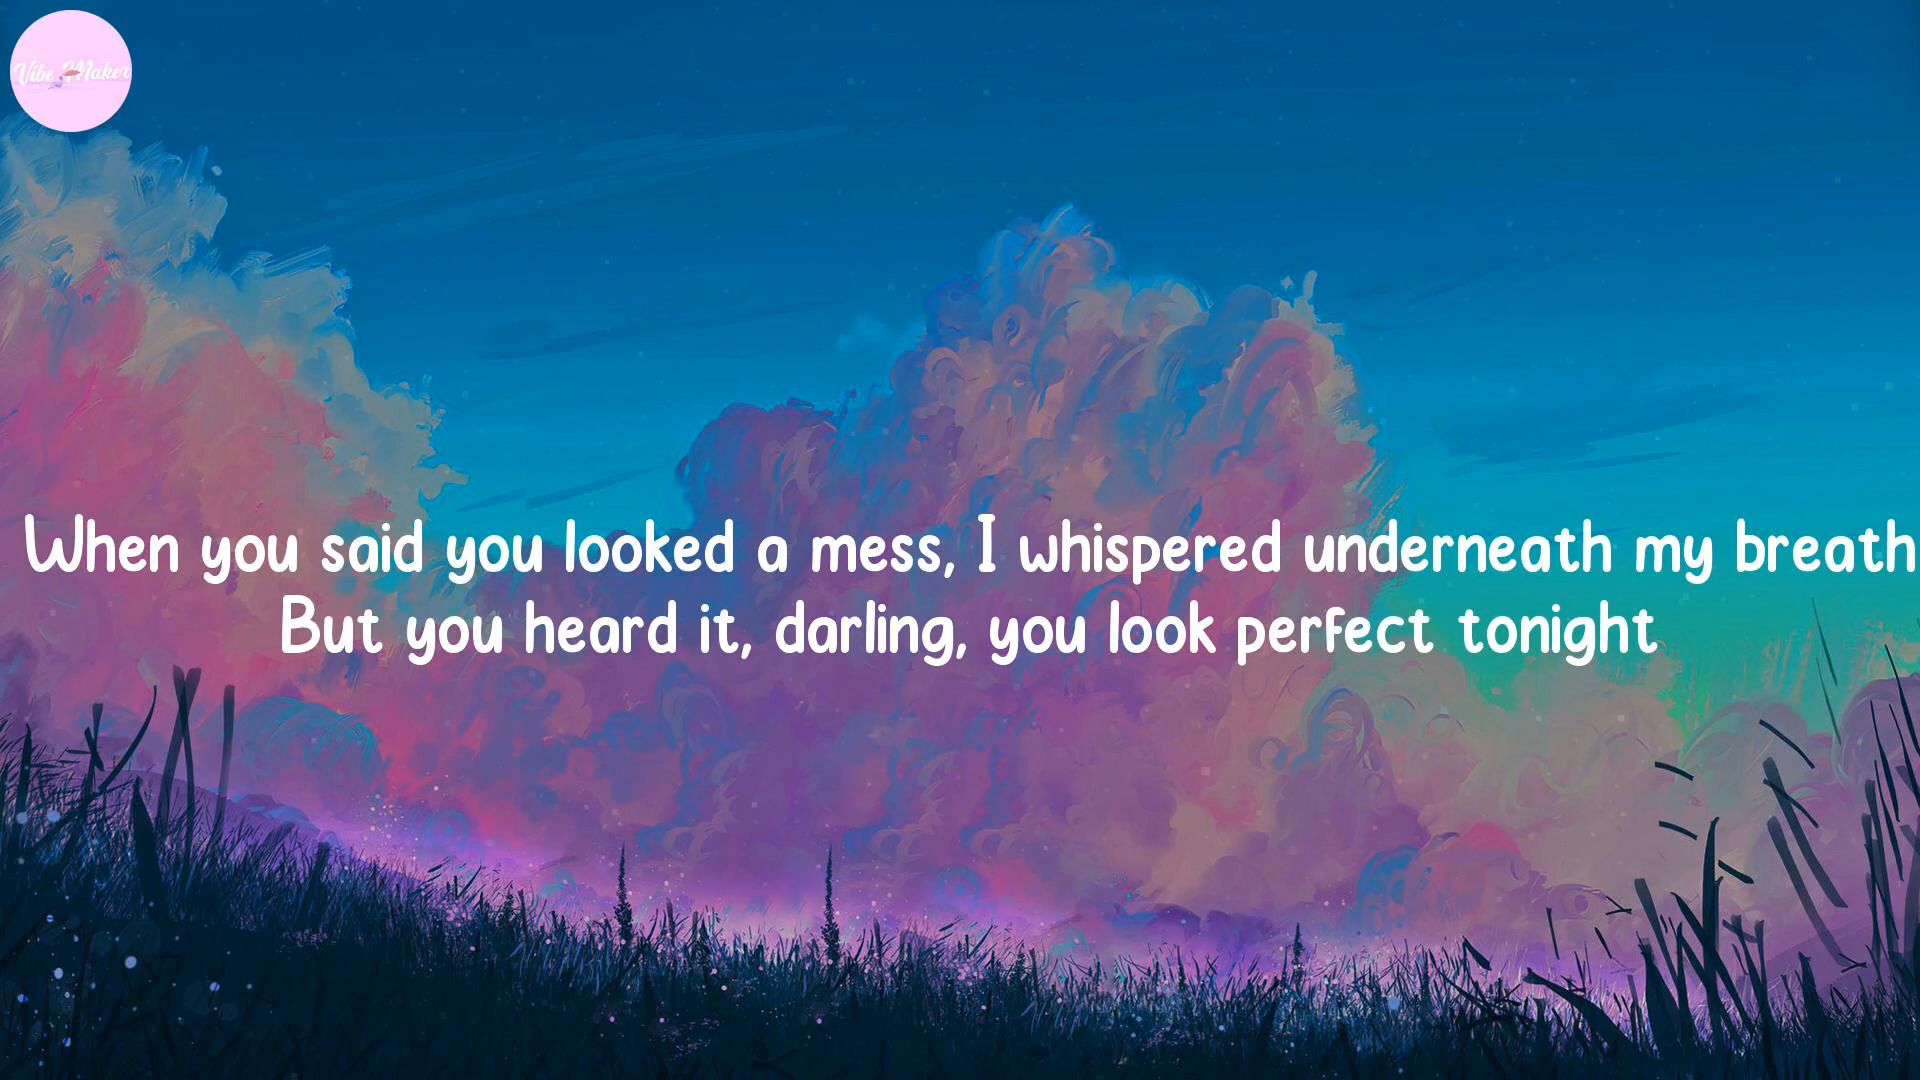 Vibe Maker
When you said you looked a mess, I whispered underneath my breath
But you heard it, darling, you look perfect tonight